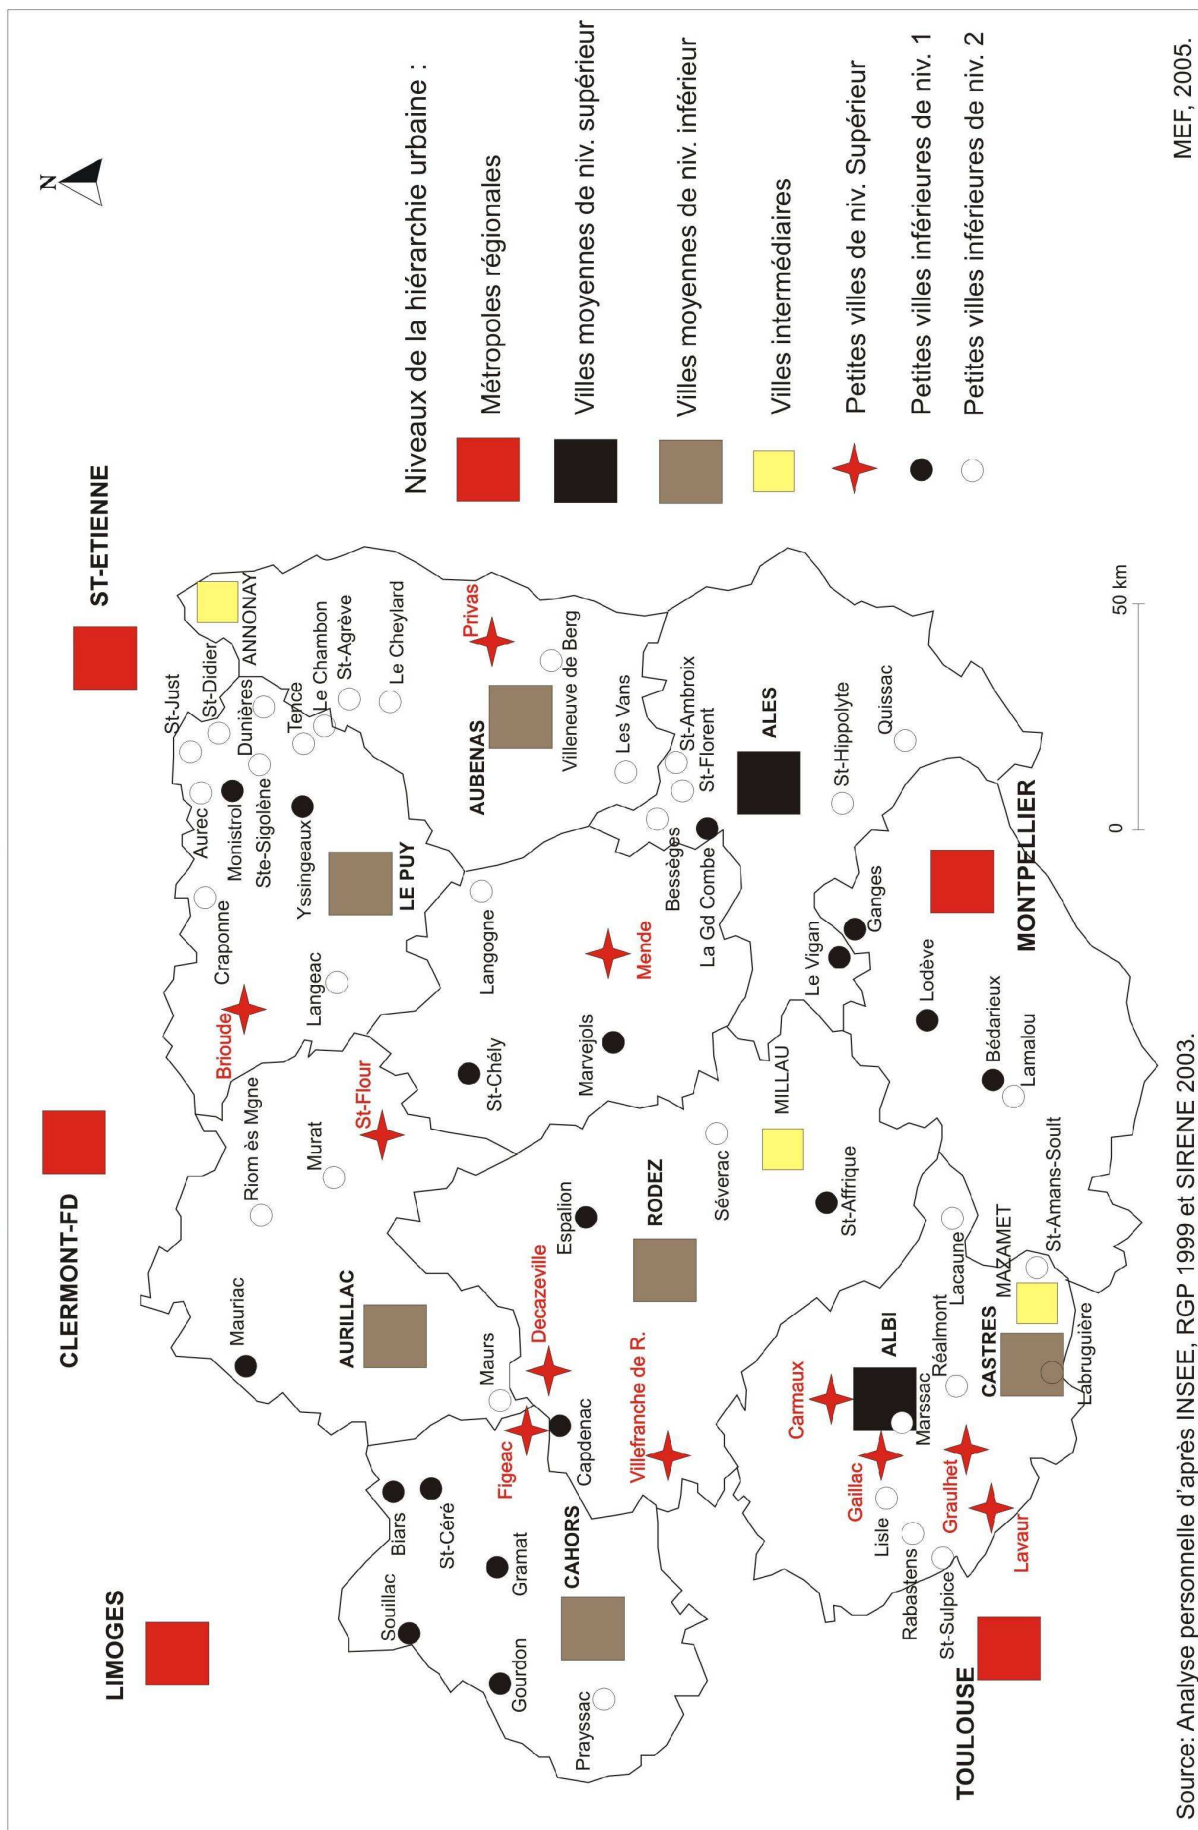 N
LIMOGES
CLERMONT-FD
ST-ETIENNE
St-Just
St-Didier
Aurec
ANNONAY
Monistrol
Dunières
Ste-Sigolène
Craponne
Tence
Le Chambon
St-Agrève
Yssingeaux
Le Cheylard
LE PUY
Brioude
Langeac
Riom ès Mgne
Murat
St-Flour
Mauriac
AURILLAC
Maurs
Souillac
Biars
St-Céré
Gramat
Gourdon
Figeac
Decazeville
Capdenac
CAHORS
Prayssac
Espalion
St-Chély
Langogne
Marvejols
Mende
AUBENAS
Privas
Villeneuve de Berg
Les Vans
Bessèges
St-Ambroix
St-Florent
La Gd Combe
ALES
Villefranche de R.
RODEZ
Séverac
MILLAU
St-Affrique
Le Vigan
Ganges
St-Hippolyte
Quissac
Carmaux
ALBI
Marssac
Gaillac
Lisle
Rabastens
St-Sulpice
Graulhet
Lavaur
Réalmont
Lacaune
CASTRES
MAZAMET
St-Amans-Soult
Labruguière
Lodève
Bédarieux
Lamalou
MONTPELLIER
TOULOUSE
0 50 km
Niveaux de la hiérarchie urbaine :
Métropoles régionales
Villes moyennes de niv. supérieur
Villes moyennes de niv. inférieur
Villes intermédiaires
Petites villes de niv. Supérieur
Petites villes inférieures de niv. 1
Petites villes inférieures de niv. 2
Source: Analyse personnelle d'après INSEE, RGP 1999 et SIRENE 2003.
MEF, 2005.